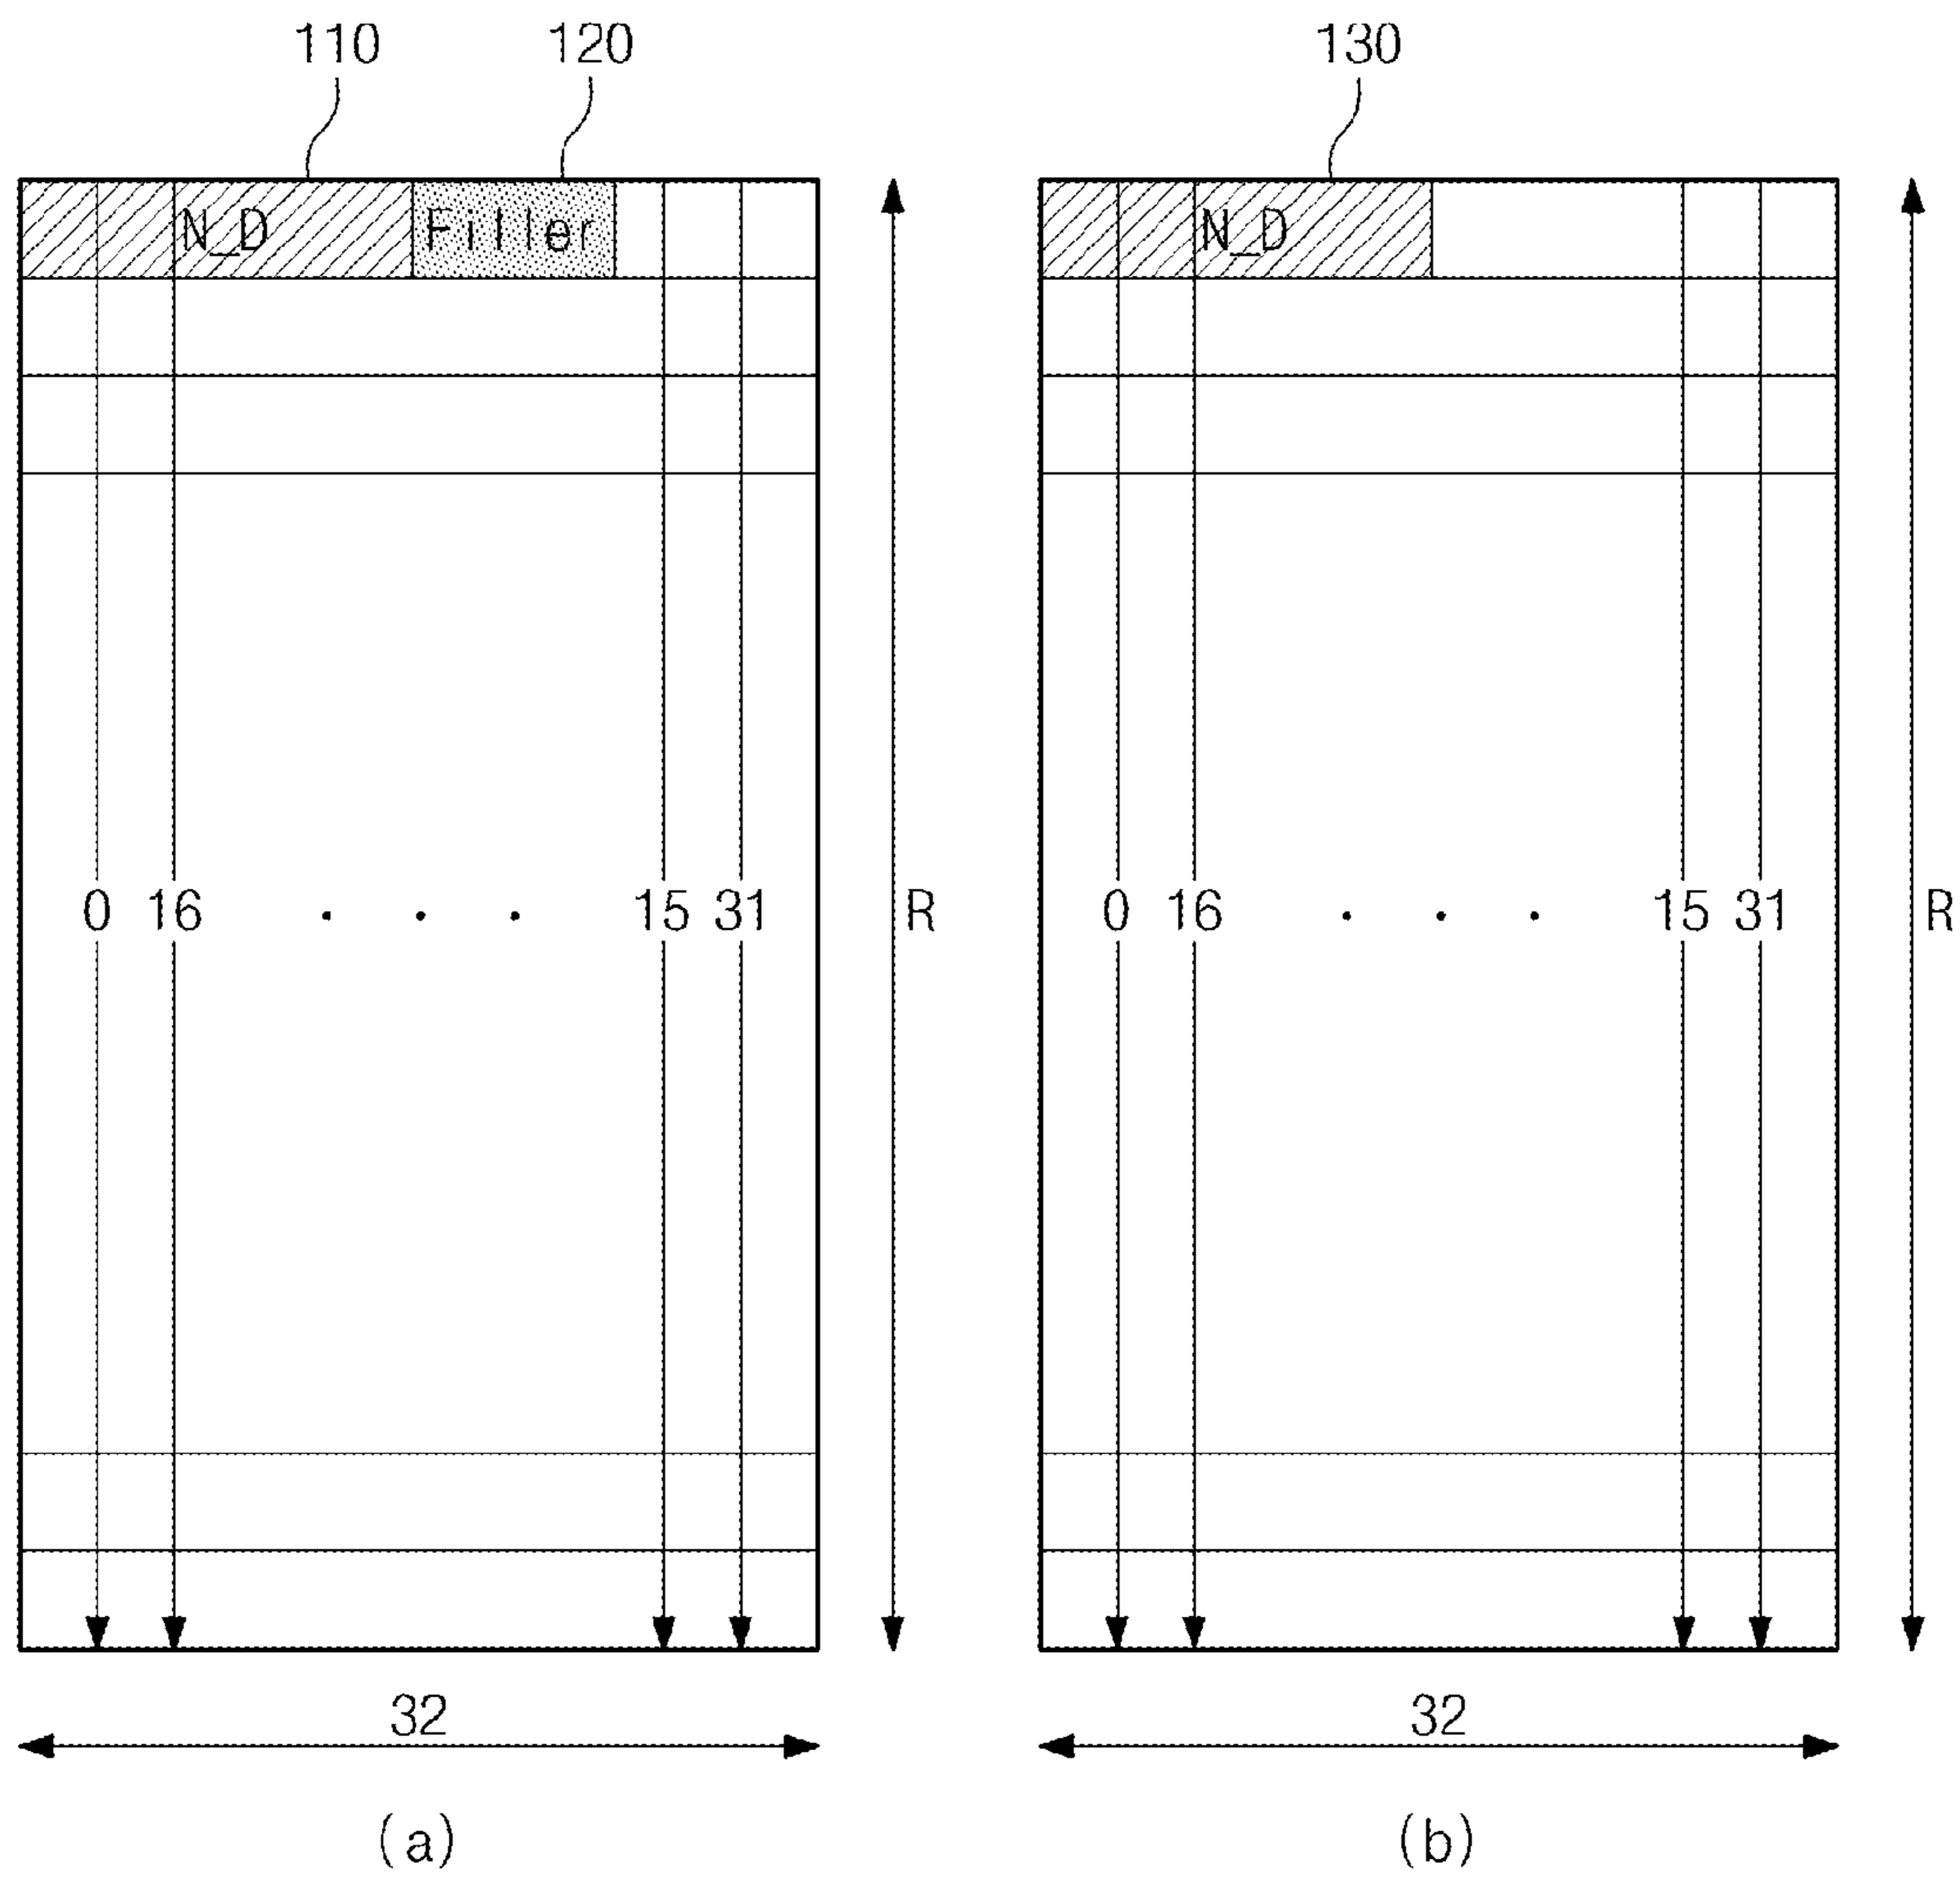 110 120 130
N_D Filler N_D
0 16 . . . 15 31 R 0 16 . . . 15 31 R
32 32
(a) (b)